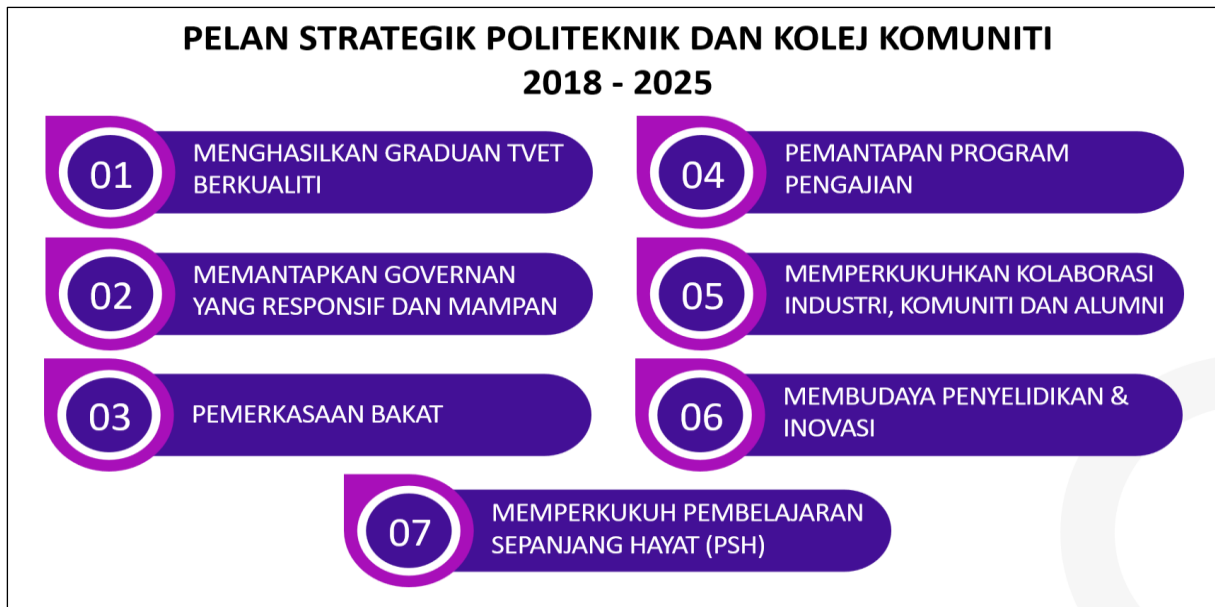 PELAN STRATEGIK POLITEKNIK DAN KOLEJ KOMUNITI
2018 - 2025
01
MENGHASILKAN GRADUAN TVET
BERKUALITI
02
MEMANTAPKAN GOVERNAN
YANG RESPONSIF DAN MAMPAN
03
PEMERKASAAN BAKAT
04
PEMANTAPAN PROGRAM
PENGAJIAN
05
MEMPERKUKUHKAN KOLABORASI
INDUSTRI, KOMUNITI DAN ALUMNI
06
MEMBUDAYA PENYELIDIKAN &
INOVASI
07
MEMPERKUKUH PEMBELAJARAN
SEPANJANG HAYAT (PSH)